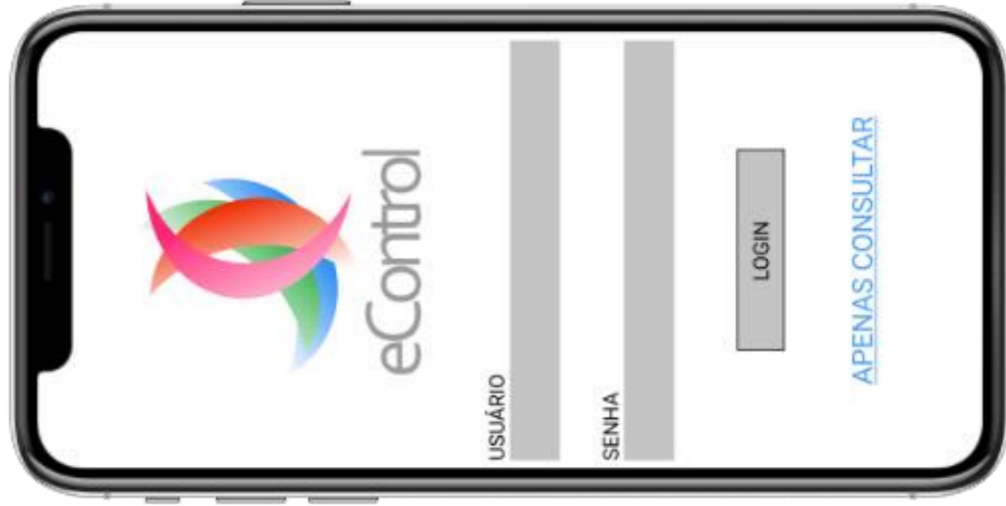 eControl
USUÁRIO
SENHA
LOGIN
APENAS CONSULTAR